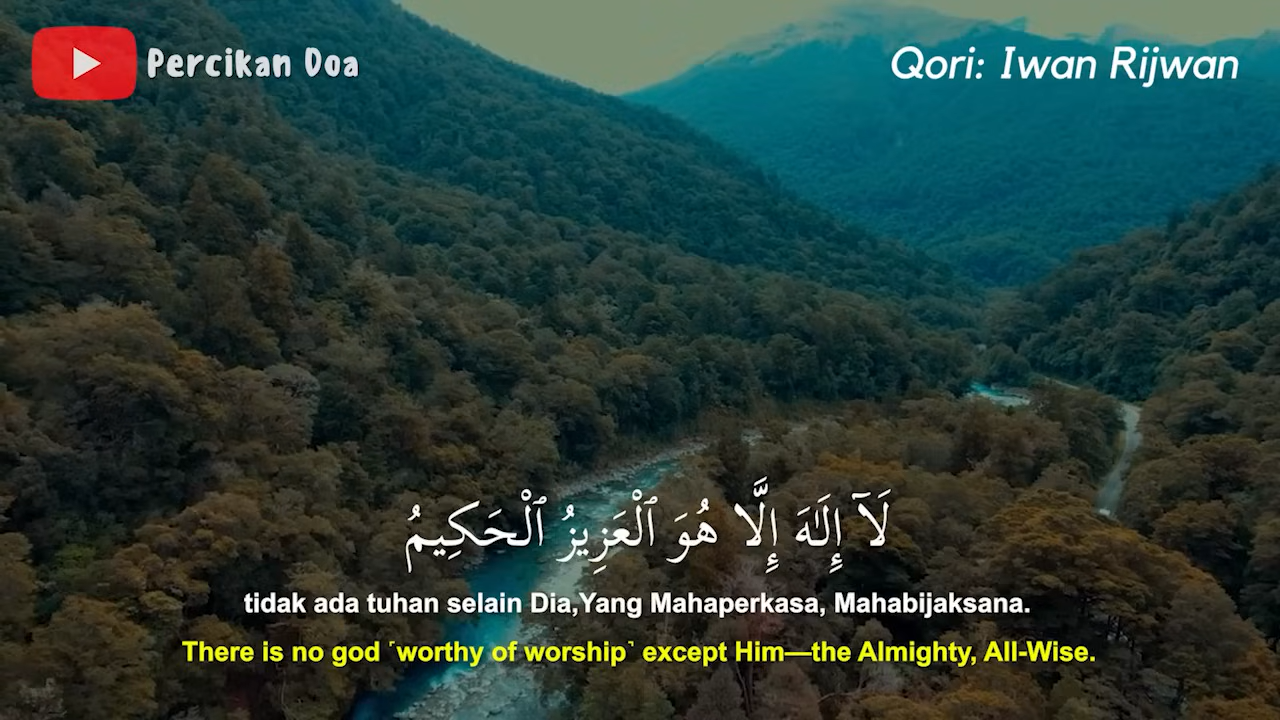 Percikan Doa
Qori: Iwan Rijwan
لَآ إِلَـٰهَ إِلَّا هُوَ ٱلْعَزِيزُ ٱلْحَكِيمُ
tidak ada tuhan selain Dia,Yang Mahaperkasa, Mahabijaksana.
There is no god ˹worthy of worship˺ except Him—the Almighty, All-Wise.